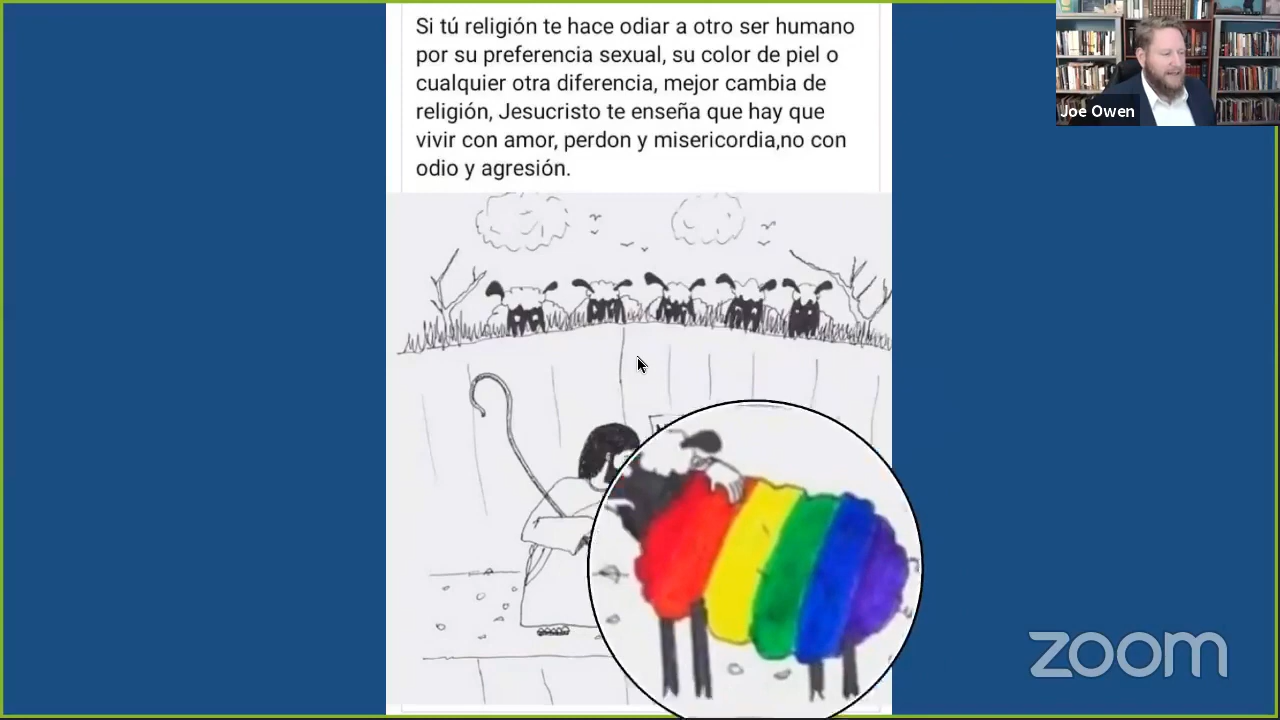 Si tú religión te hace odiar a otro ser humano
por su preferencia sexual, su color de piel o
cualquier otra diferencia, mejor cambia de
religión, Jesucristo te enseña que hay que
vivir con amor, perdon y misericordia,no con
odio y agresión.
Joe Owen
zoom